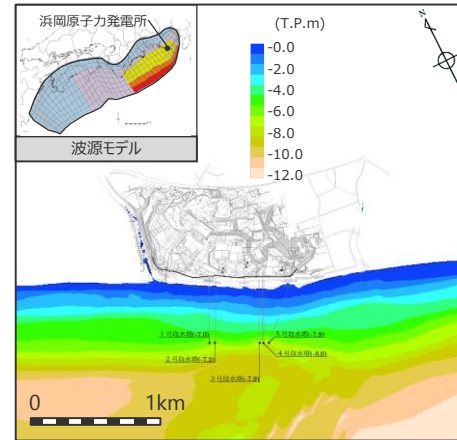 浜岡原子力発電所
波源モデル
(T.P.m)
-0.0
-2.0
-4.0
-6.0
-8.0
-10.0
-12.0
N
1号取水塔(-7.0)
2号取水塔(-7.2)
3号取水塔(-7.9)
4号取水塔(-8.0)
5号取水塔(-7.9)
0 1km